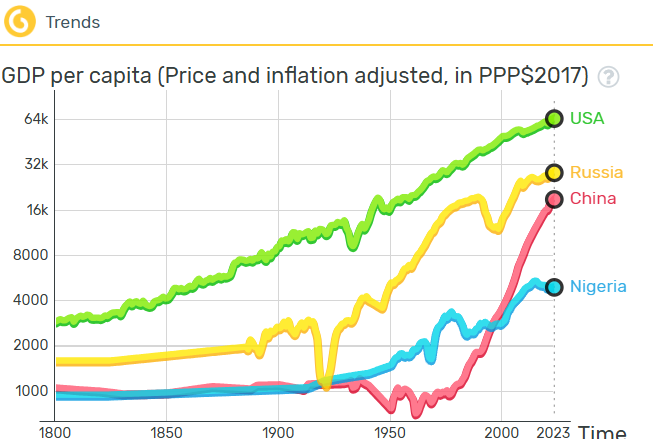 Trends
GDP per capita (Price and inflation adjusted, in PPP$2017) ?
64k
32k
16k
8000
4000
2000
1000
USA
Russia
China
Nigeria
1800 1850 1900 1950 2000 2023 Time